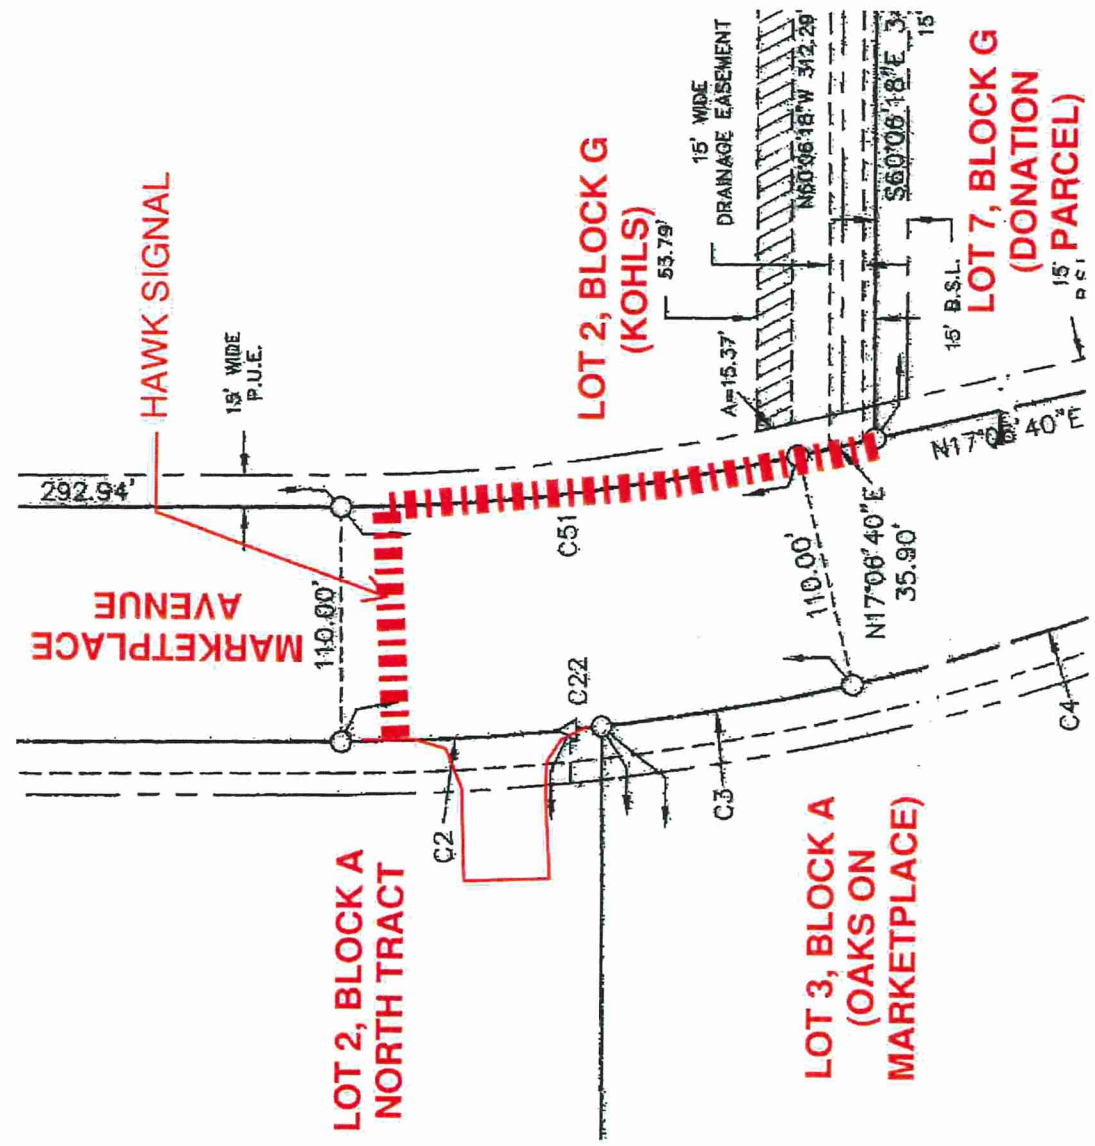 HAWK SIGNAL
15' WIDE
P.U.E.
292.94'
MARKETPLACE
AVENUE
110.00'
LOT 2, BLOCK G
(KOHLS)
53.79'
15' WIDE
DRAINAGE EASEMENT
N60°06'18"W 312.29'
S60°06'18"E 3
15'
A=15.37'
15' B.S.L.
LOT 7, BLOCK G
(DONATION
PARCEL)
15'
N17°06'40"E
C51
110.00'
N17°06'40"E
35.90'
C22
C2
C3
C4
LOT 2, BLOCK A
NORTH TRACT
LOT 3, BLOCK A
(OAKS ON
MARKETPLACE)